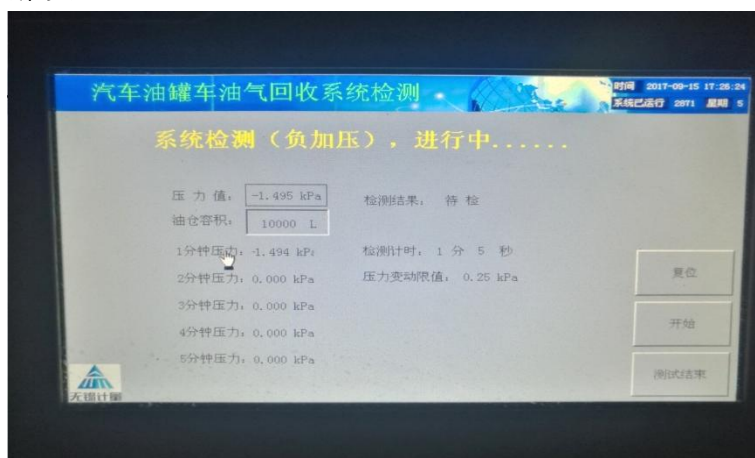 汽车油罐车油气回收系统检测
时间 2017-09-15 17:26:24
系统已运行 2871 星期 5
系统检测（负加压），进行中......
压 力 值： -1.495 kPa
检测结果： 待 检
油仓容积： 10000 L
1分钟压力：-1.494 kPa
检测计时： 1 分 5 秒
2分钟压力：0.000 kPa
压力变动限值： 0.25 kPa
3分钟压力：0.000 kPa
4分钟压力：0.000 kPa
5分钟压力：0.000 kPa
复位
开始
测试结束
无锡计量